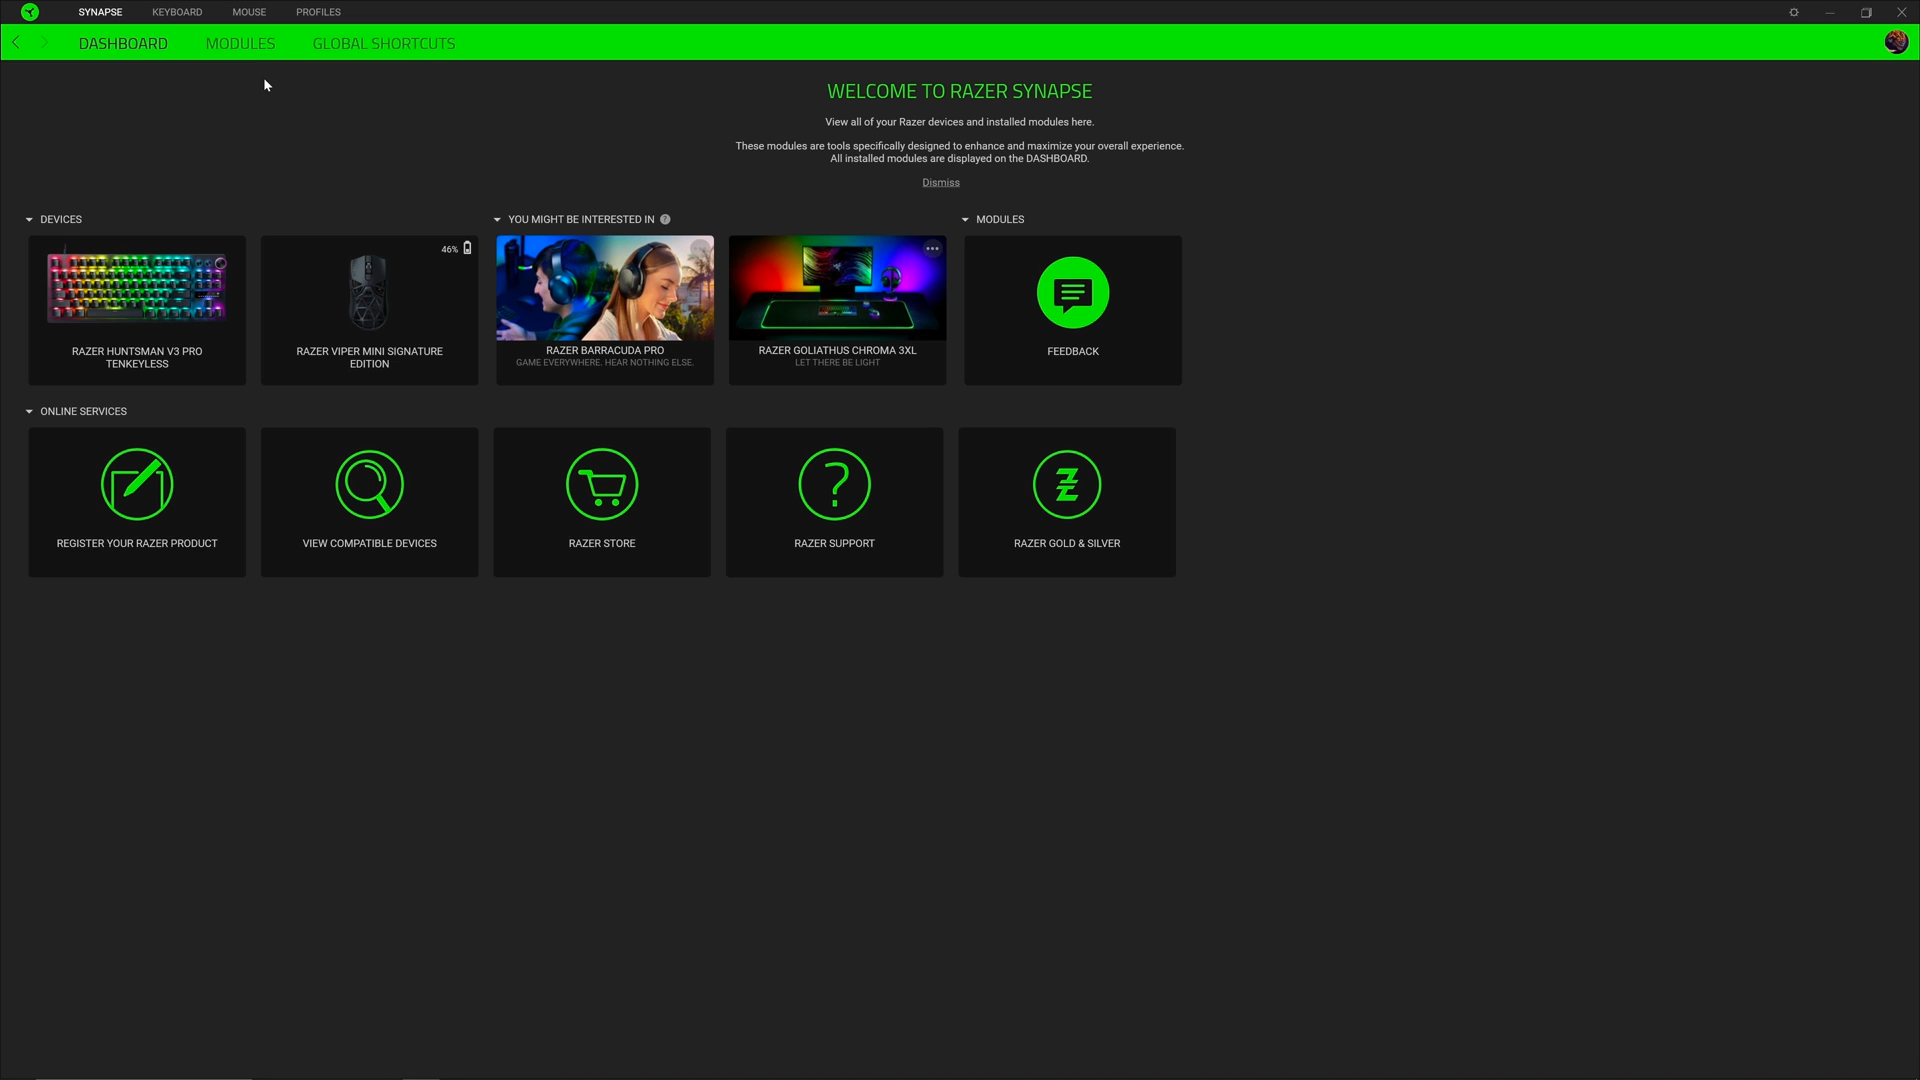 SYNAPSE KEYBOARD MOUSE PROFILES
DASHBOARD MODULES GLOBAL SHORTCUTS
WELCOME TO RAZER SYNAPSE
View all of your Razer devices and installed modules here.
These modules are tools specifically designed to enhance and maximize your overall experience.
All installed modules are displayed on the DASHBOARD.
Dismiss
DEVICES
46%
RAZER HUNTSMAN V3 PRO
TENKEYLESS
RAZER VIPER MINI SIGNATURE
EDITION
YOU MIGHT BE INTERESTED IN ?
RAZER BARRACUDA PRO
GAME EVERYWHERE. HEAR NOTHING ELSE.
RAZER GOLIATHUS CHROMA 3XL
LET THERE BE LIGHT
MODULES
FEEDBACK
ONLINE SERVICES
REGISTER YOUR RAZER PRODUCT
VIEW COMPATIBLE DEVICES
RAZER STORE
RAZER SUPPORT
RAZER GOLD & SILVER